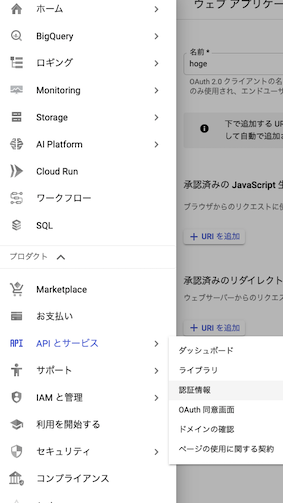 ホーム
BigQuery
ロギング
Monitoring
Storage
AI Platform
Cloud Run
ワークフロー
SQL
プロダクト
Marketplace
お支払い
API APIとサービス
サポート
IAM と管理
利用を開始する
セキュリティ
コンプライアンス
ウェブ アプリケー
名前 *
hoge
OAuth 2.0 クライアントの名
のみ使用され、エンドユーザ
下で追加する UR
して自動で追加さ
承認済みの JavaScript 生
ブラウザからのリクエストに使
URI を追加
承認済みのリダイレクト
ウェブサーバーからのリクエス
URI を追加
ダッシュボード
ライブラリ
認証情報
OAuth 同意画面
ドメインの確認
ページの使用に関する契約